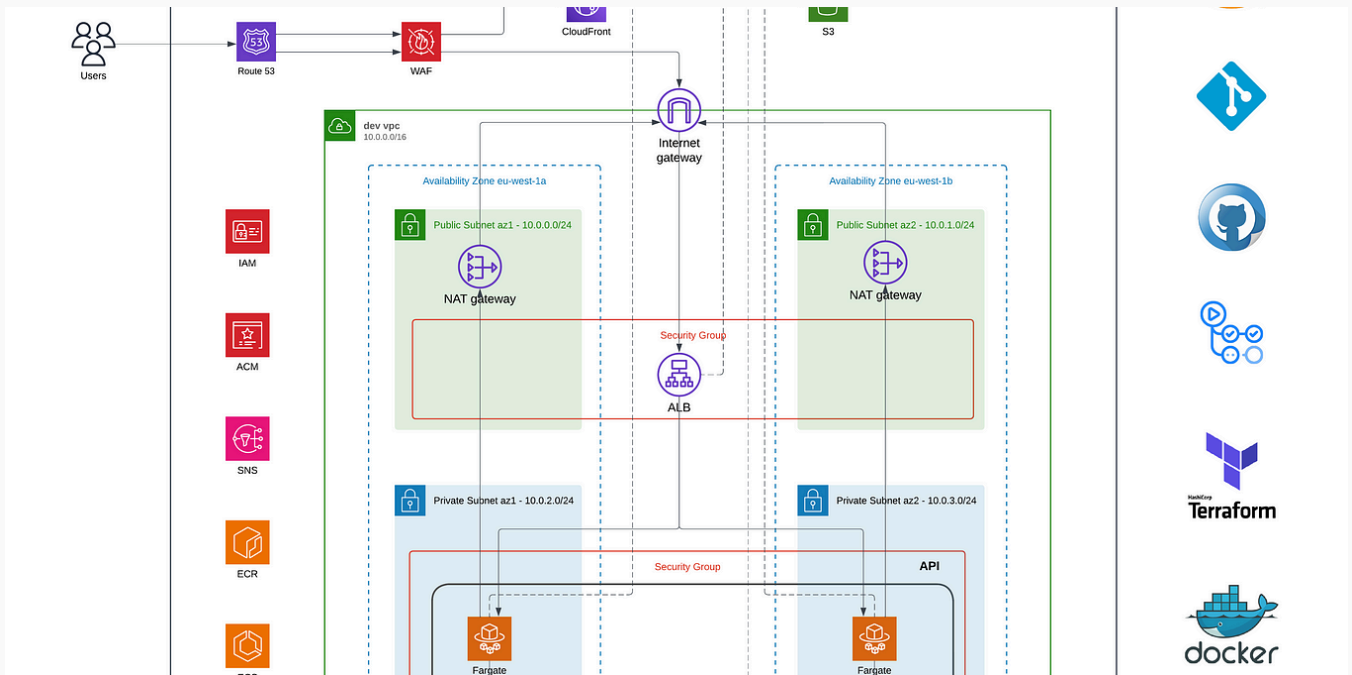 CloudFront
S3
Users
53
Route 53
WAF
dev vpc
10.0.0.0/16
Internet
gateway
Availability Zone eu-west-1a
Availability Zone eu-west-1b
Public Subnet az1 - 10.0.0.0/24
Public Subnet az2 - 10.0.1.0/24
IAM
NAT gateway
NAT gateway
Security Group
ACM
ALB
SNS
Private Subnet az1 - 10.0.2.0/24
Private Subnet az2 - 10.0.3.0/24
HashiCorp
Terraform
Security Group
API
ECR
Fargate
Fargate
docker